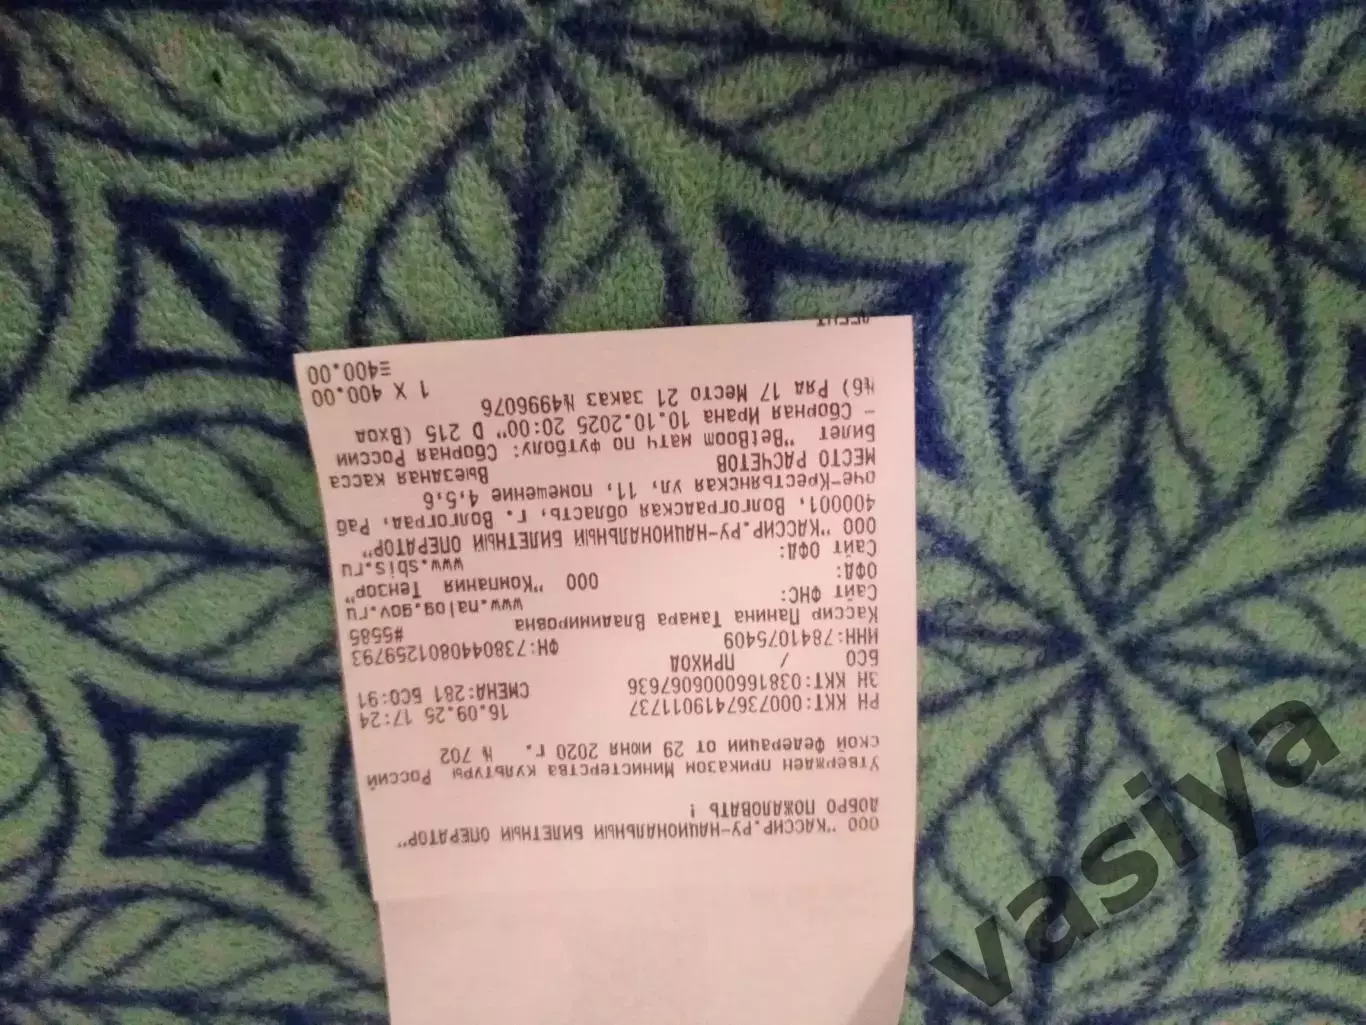 ООО "КАССИР.РУ-НАЦИОНАЛЬНЫЙ БИЛЕТНЫЙ ОПЕРАТОР"
ДОБРО ПОЖАЛОВАТЬ !
Утвержден приказом Министерства культуры Россий
ской Федерации от 29 июня 2020 г. N 702
РН ККТ:0007367419011737 16.09.25 17:24
ЗН ККТ:0381660006067636 СМЕНА:281 БСО:91
БСО / ПРИХОД
ИНН:7841075409 ФН:7380440801259793
Кассир Панина Тамара Владимировна #5585
Сайт ФНС: www.nalog.gov.ru
ОФД: ООО "Компания Тензор"
Сайт ОФД: www.sbis.ru
ООО "КАССИР.РУ-НАЦИОНАЛЬНЫЙ БИЛЕТНЫЙ ОПЕРАТОР"
400001, Волгоградская область, г. Волгоград, Раб
оче-Крестьянская ул, 11, помещение 4,5,6
МЕСТО РАСЧЕТОВ Выездная касса
Билет "BetBoom матч по футболу: Сборная России
- Сборная Ирана 10.10.2025 20:00" D 215 (Вход
№6) Ряд 17 Место 21 заказ N4996076
1 X 400.00
=400.00
АГЕНТ
vasiya